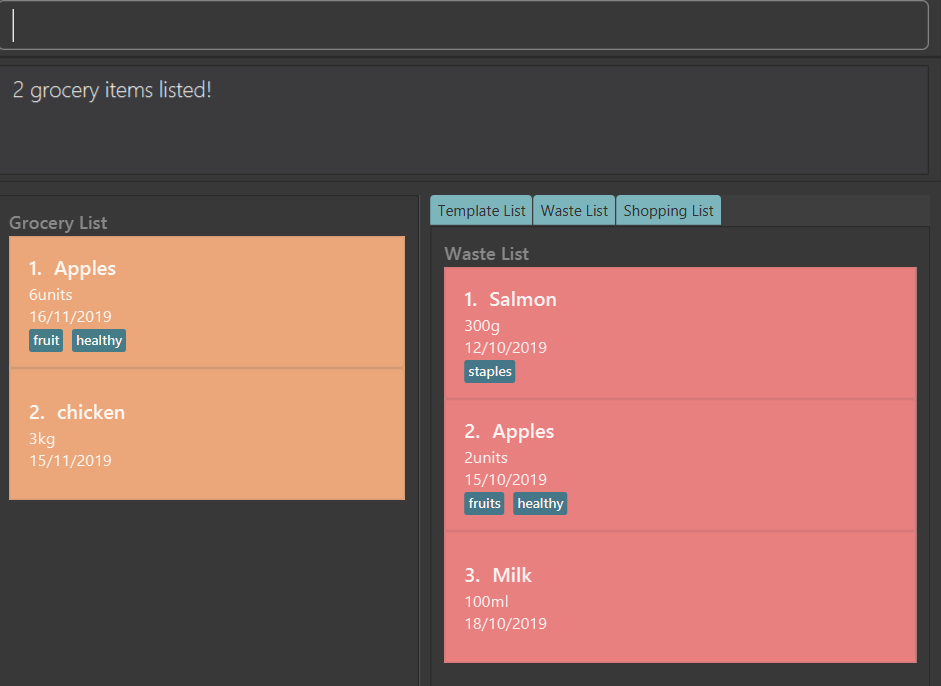 2 grocery items listed!
Grocery List
1. Apples
6units
16/11/2019
fruit healthy
2. chicken
3kg
15/11/2019
Template List Waste List Shopping List
Waste List
1. Salmon
300g
12/10/2019
staples
2. Apples
2units
15/10/2019
fruits healthy
3. Milk
100ml
18/10/2019